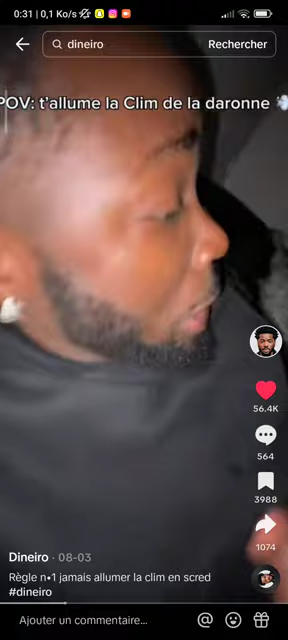 0:31 | 0,1 Ko/s
dineiro
Rechercher
POV: t'allume la Clim de la daronne
56.4K
564
3988
1074
Dineiro · 08-03
Règle n•1 jamais allumer la clim en scred
#dineiro
Ajouter un commentaire...